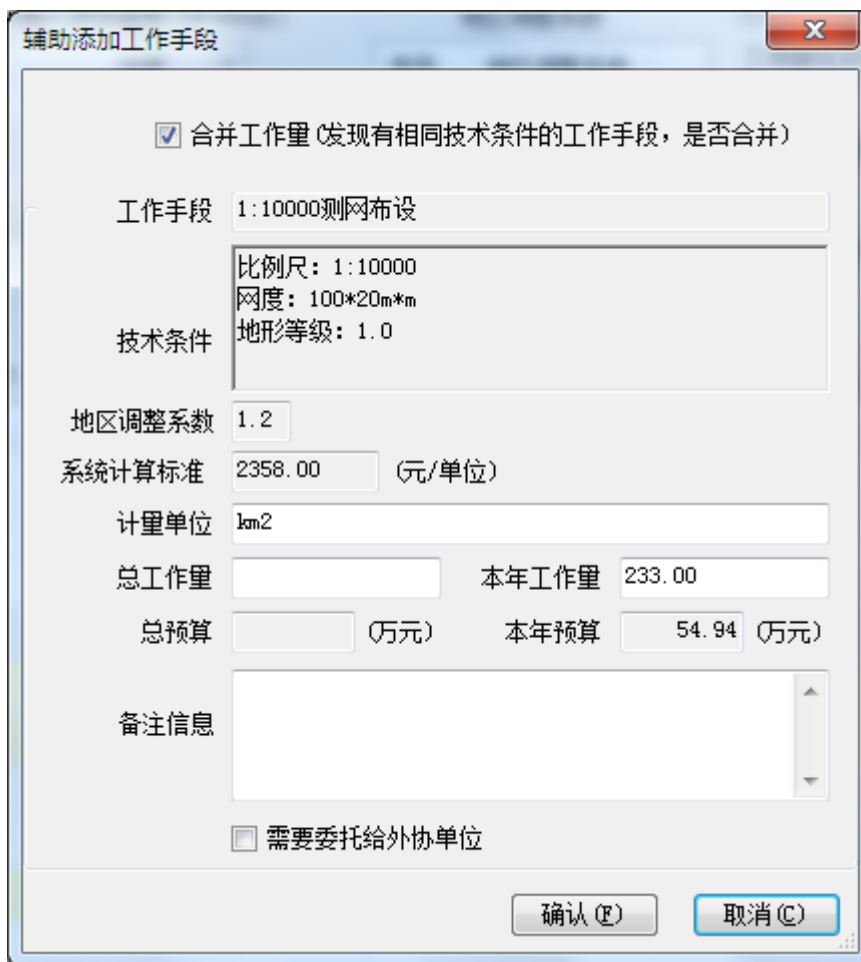 辅助添加工作手段
合并工作量(发现有相同技术条件的工作手段，是否合并)
工作手段 1:10000测网布设
比例尺: 1:10000
网度: 100*20m*m
技术条件 地形等级: 1.0
地区调整系数 1.2
系统计算标准 2358.00 (元/单位)
计量单位 km2
总工作量 本年工作量 233.00
总预算 (万元) 本年预算 54.94 (万元)
备注信息
需要委托给外协单位
确认(F) 取消(C)